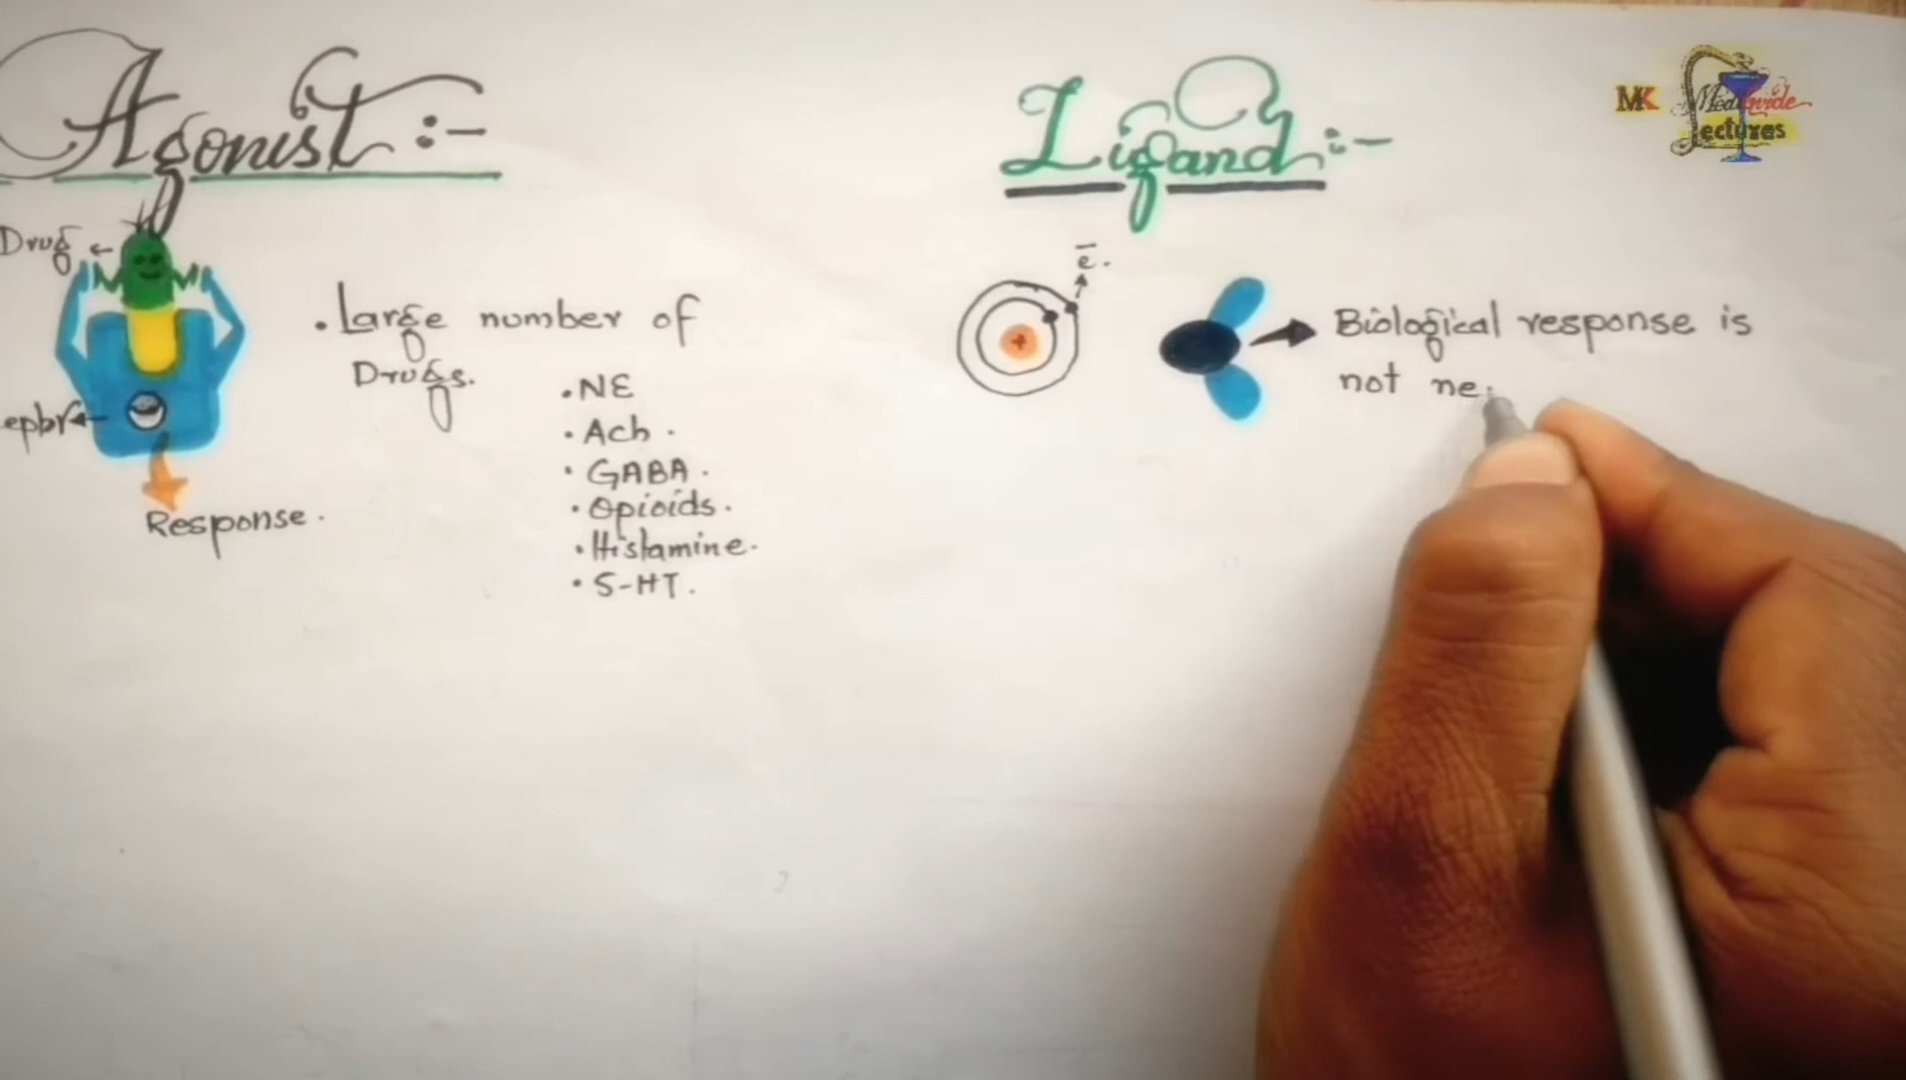 Agonist :-
Drug ←
epbr ←
Response.
. Large number of
Drugs.
. NE
. Ach .
. GABA .
. Opioids .
. Histamine .
. 5-HT .
Ligand :-
e.
+
Biological response is
not ne
MK
MediGuide
Lectures